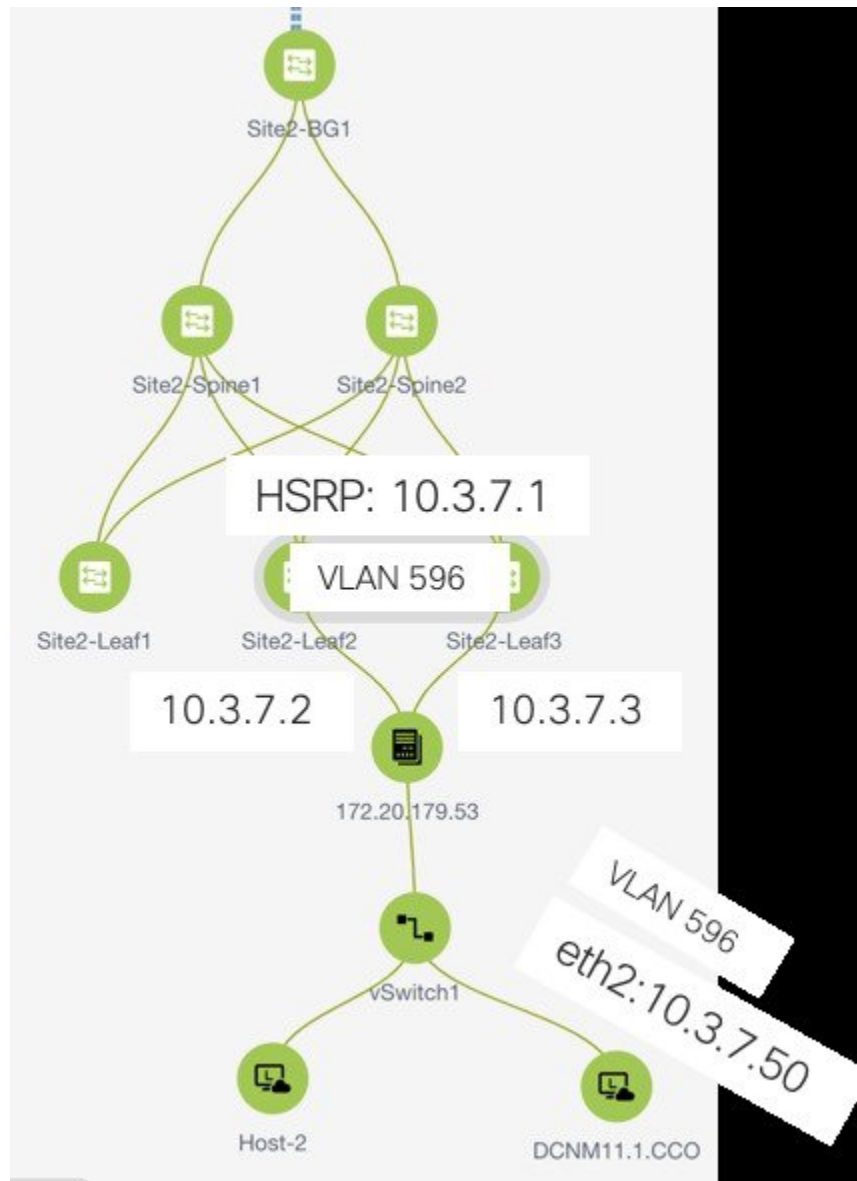 Site2-BG1
Site2-Spine1
Site2-Spine2
HSRP: 10.3.7.1
VLAN 596
Site2-Leaf1
Site2-Leaf2
Site2-Leaf3
10.3.7.2
10.3.7.3
172.20.179.53
VLAN 596
eth2:10.3.7.50
vSwitch1
Host-2
DCNM11.1.CCO